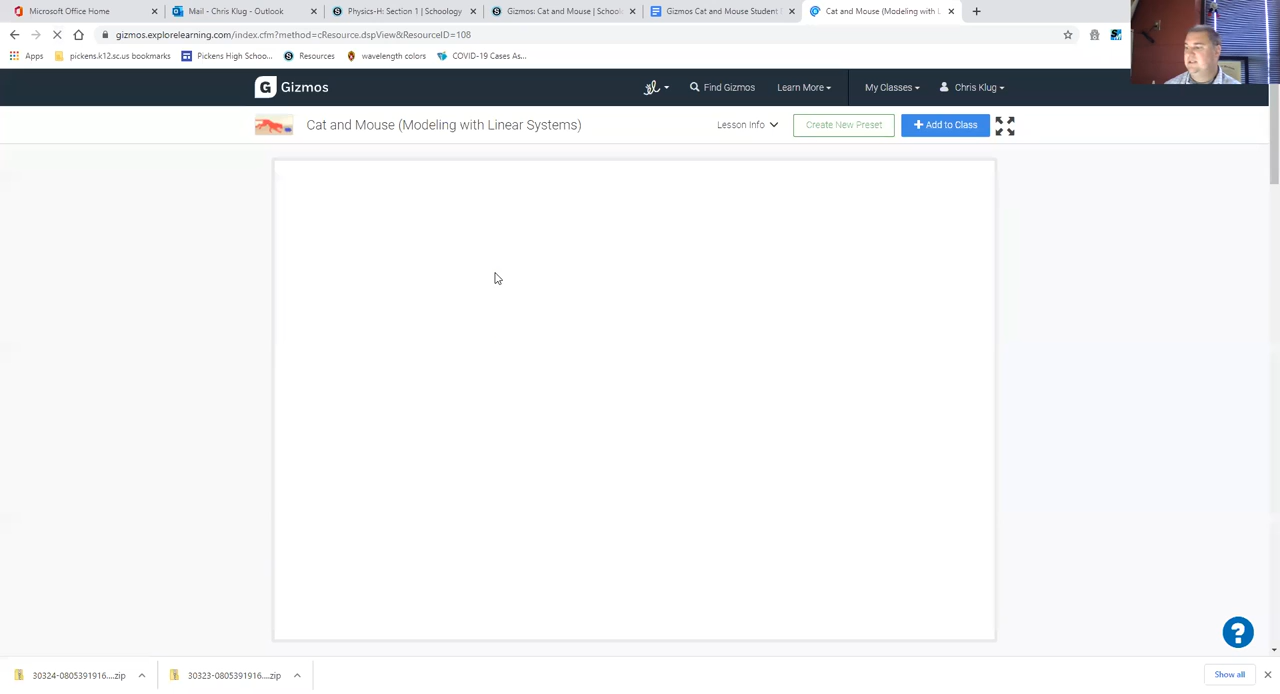 Microsoft Office Home
Mail - Chris Klug - Outlook
Physics-H: Section 1 | Schoology
Gizmos: Cat and Mouse | School
Gizmos Cat and Mouse Student
Cat and Mouse (Modeling with L
gizmos.explorelearning.com/index.cfm?method=cResource.dspView&ResourceID=108
Apps
pickens.k12.sc.us bookmarks
Pickens High Schoo...
Resources
wavelength colors
COVID-19 Cases As...
G Gizmos
Find Gizmos
Learn More
My Classes
Chris Klug
Cat and Mouse (Modeling with Linear Systems)
Lesson Info
Create New Preset
+ Add to Class
?
30324-0805391916....zip
30323-0805391916....zip
Show all